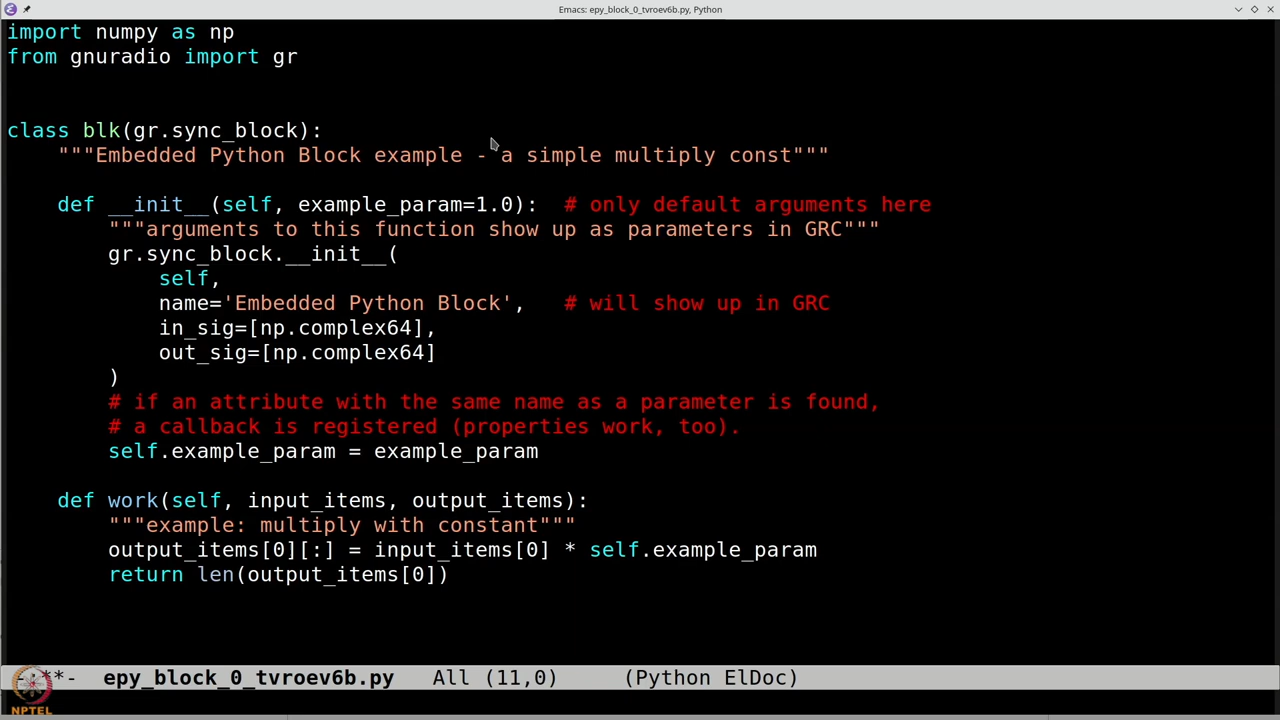 Emacs: epy_block_0_tvroev6b.py, Python
import numpy as np
from gnuradio import gr
class blk(gr.sync_block):
    """Embedded Python Block example - a simple multiply const"""
    def __init__(self, example_param=1.0):  # only default arguments here
        """arguments to this function show up as parameters in GRC"""
        gr.sync_block.__init__(
            self,
            name='Embedded Python Block',   # will show up in GRC
            in_sig=[np.complex64],
            out_sig=[np.complex64]
        )
        # if an attribute with the same name as a parameter is found,
        # a callback is registered (properties work, too).
        self.example_param = example_param
    def work(self, input_items, output_items):
        """example: multiply with constant"""
        output_items[0][:] = input_items[0] * self.example_param
        return len(output_items[0])
**-  epy_block_0_tvroev6b.py   All (11,0)     (Python ElDoc)
NPTEL